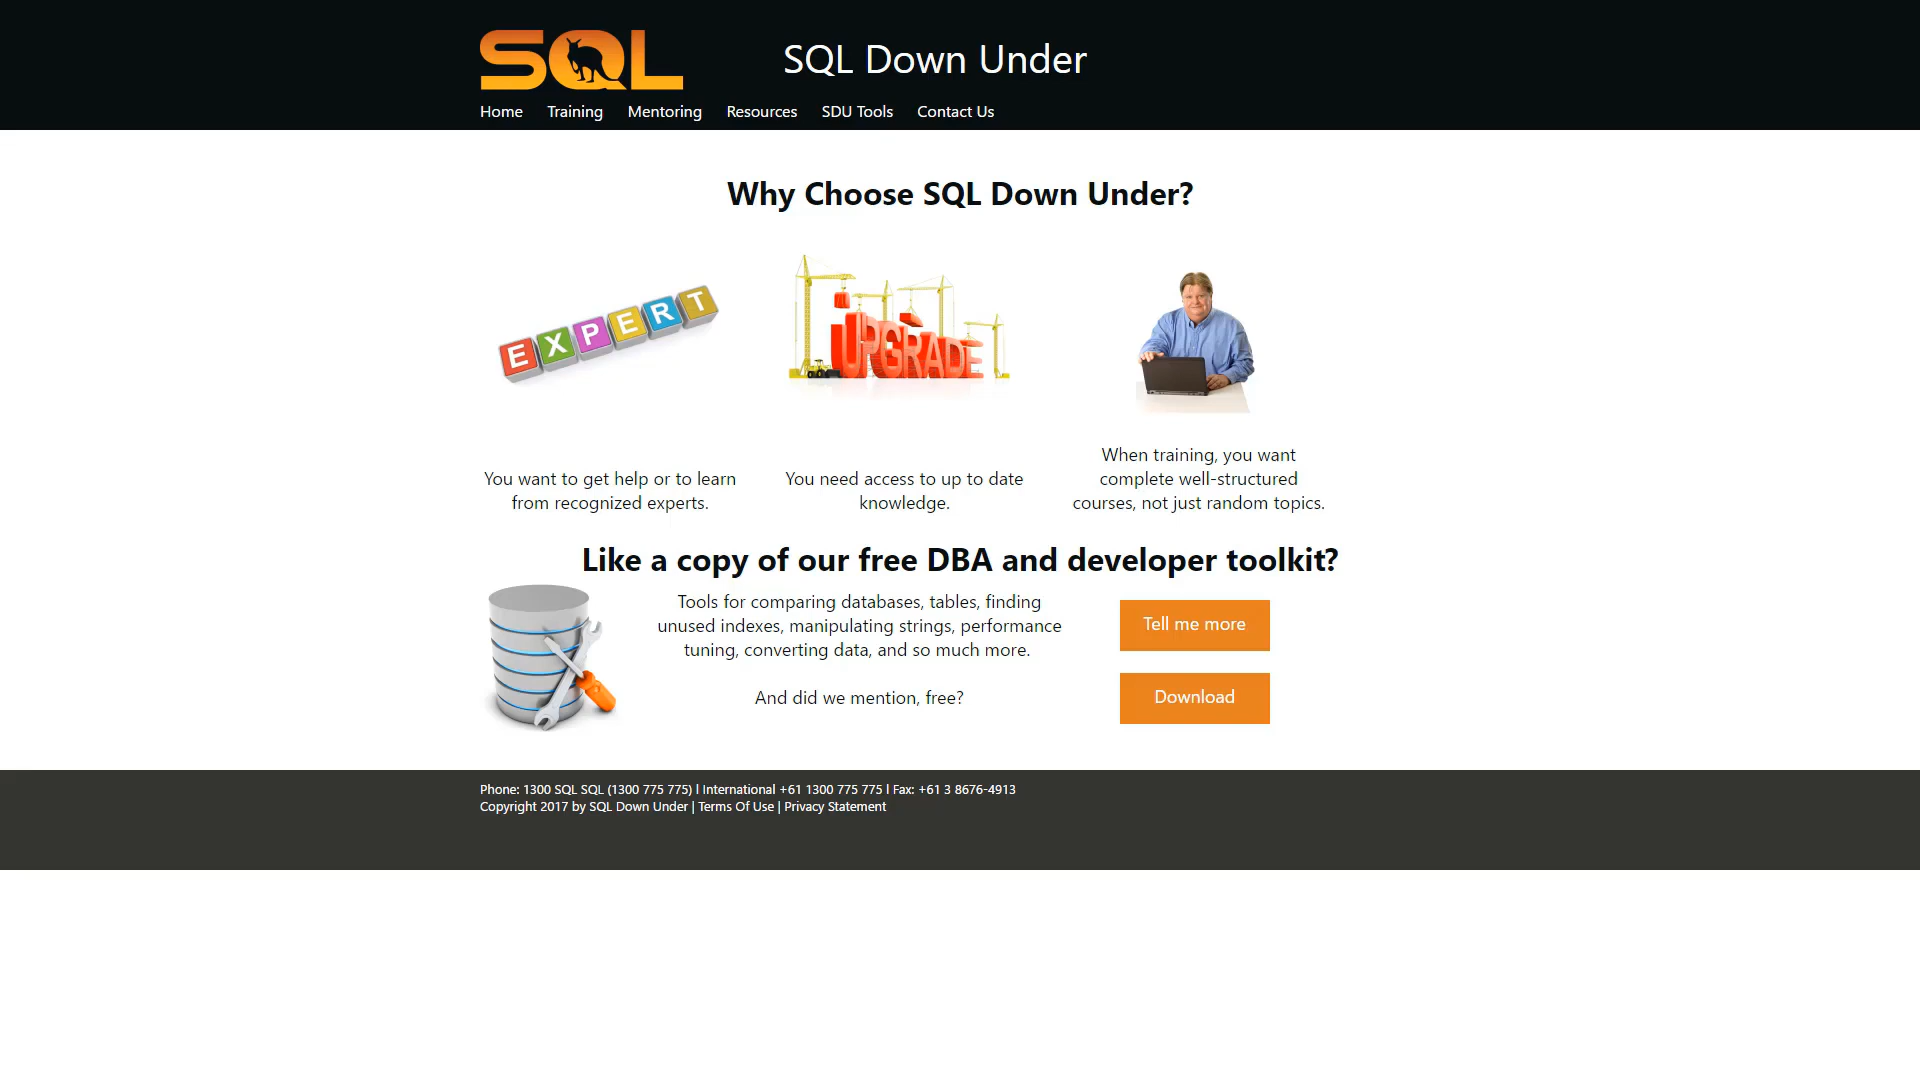 SQL
SQL Down Under
Home Training Mentoring Resources SDU Tools Contact Us
Why Choose SQL Down Under?
EXPERT
UPGRADE
You want to get help or to learn
from recognized experts.
You need access to up to date
knowledge.
When training, you want
complete well-structured
courses, not just random topics.
Like a copy of our free DBA and developer toolkit?
Tools for comparing databases, tables, finding
unused indexes, manipulating strings, performance
tuning, converting data, and so much more.
And did we mention, free?
Tell me more
Download
Phone: 1300 SQL SQL (1300 775 775) l International +61 1300 775 775 l Fax: +61 3 8676-4913
Copyright 2017 by SQL Down Under | Terms Of Use | Privacy Statement